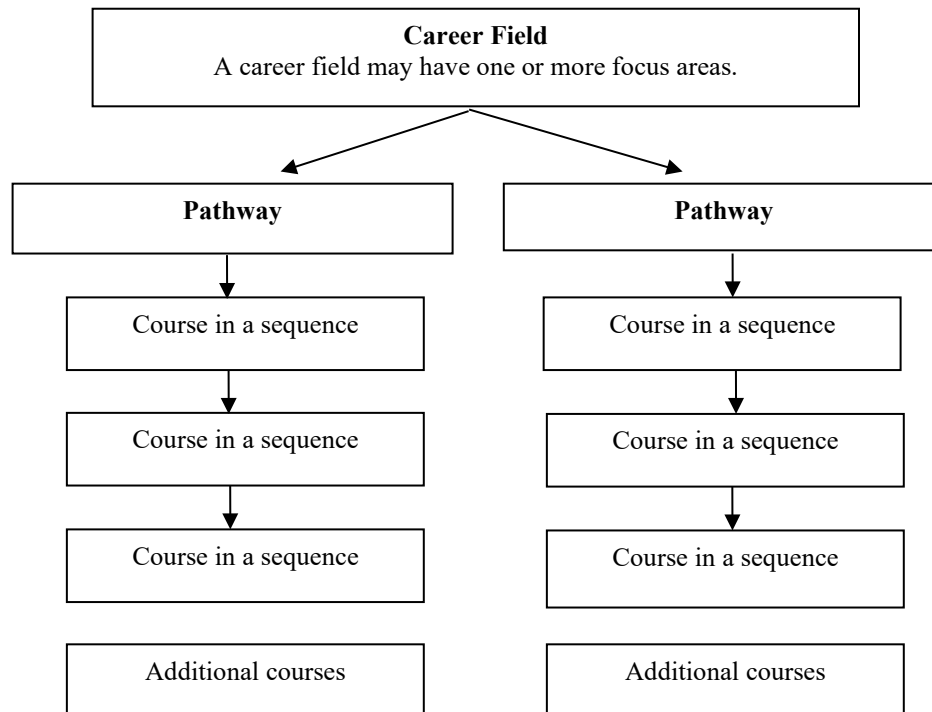 Career Field
A career field may have one or more focus areas.
Pathway
Pathway
Course in a sequence
Course in a sequence
Course in a sequence
Course in a sequence
Course in a sequence
Course in a sequence
Additional courses
Additional courses